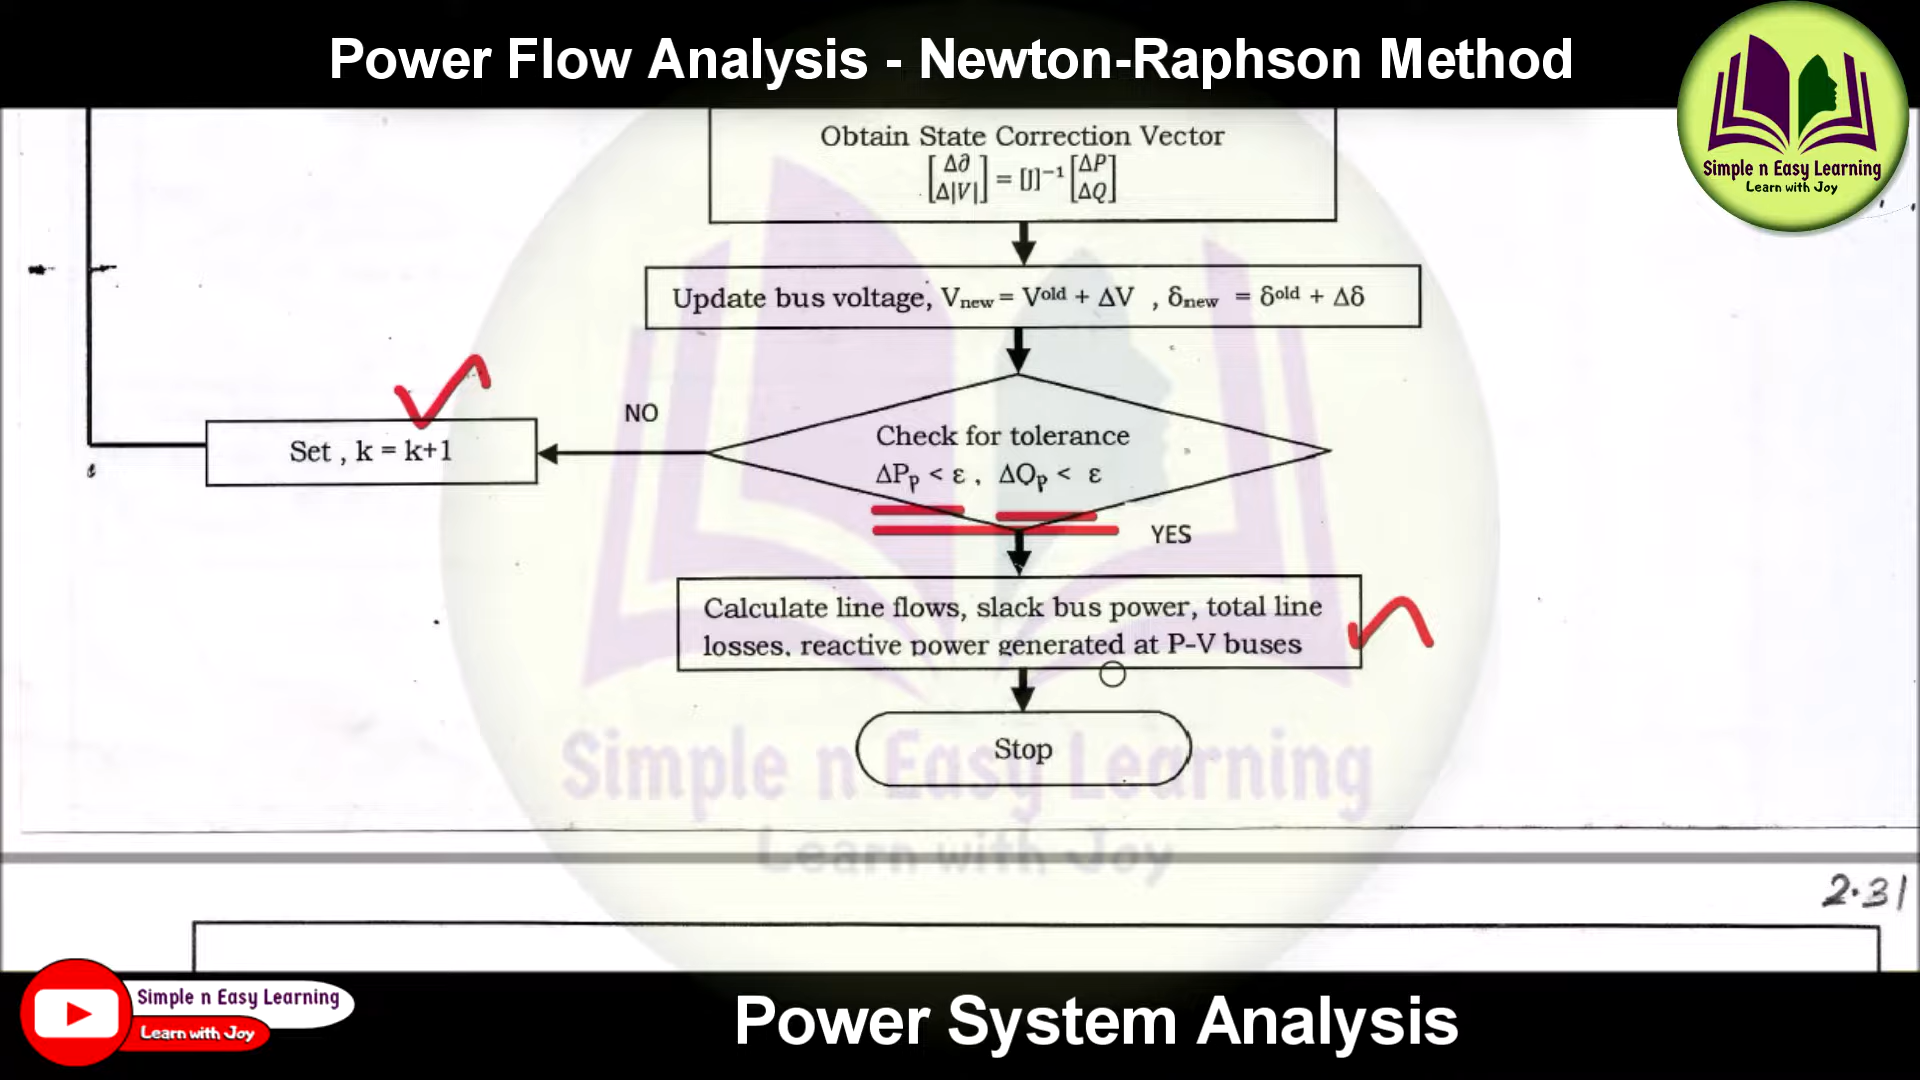 Power Flow Analysis - Newton-Raphson Method
Simple n Easy Learning
Learn with Joy
Obtain State Correction Vector
[Δ∂ Δ|V|] = [J]⁻¹ [ΔP ΔQ]
Update bus voltage, Vnew = Vold + ΔV , δnew = δold + Δδ
NO
Set , k = k+1
Check for tolerance
ΔPp < ε , ΔQp < ε
YES
Calculate line flows, slack bus power, total line
losses, reactive power generated at P-V buses
Stop
Simple n Easy Learning
Learn with Joy
2.31
Simple n Easy Learning
Learn with Joy
Power System Analysis